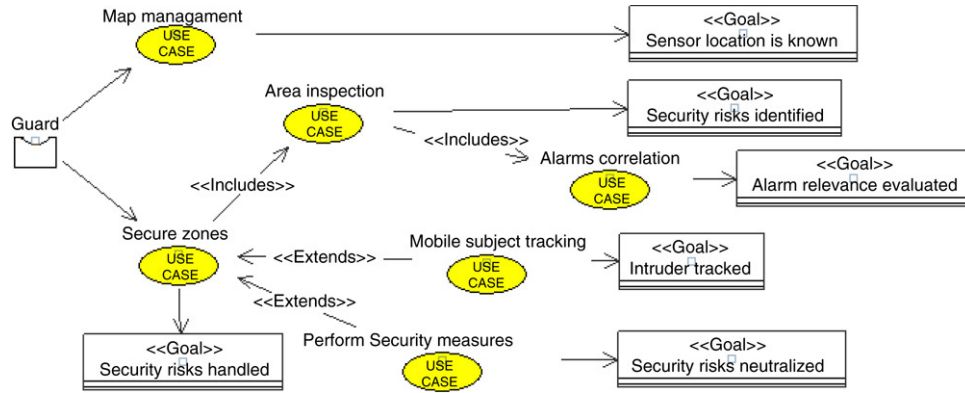 Map managament
USE
CASE
<<Goal>>
Sensor location is known
Area inspection
USE
CASE
<<Goal>>
Security risks identified
Guard
<<Includes>>
Alarms correlation
USE
CASE
<<Goal>>
Alarm relevance evaluated
<<Includes>>
Secure zones
USE
CASE
<<Extends>>
Mobile subject tracking
USE
CASE
<<Goal>>
Intruder tracked
<<Extends>>
Perform Security measures
USE
CASE
<<Goal>>
Security risks neutralized
<<Goal>>
Security risks handled